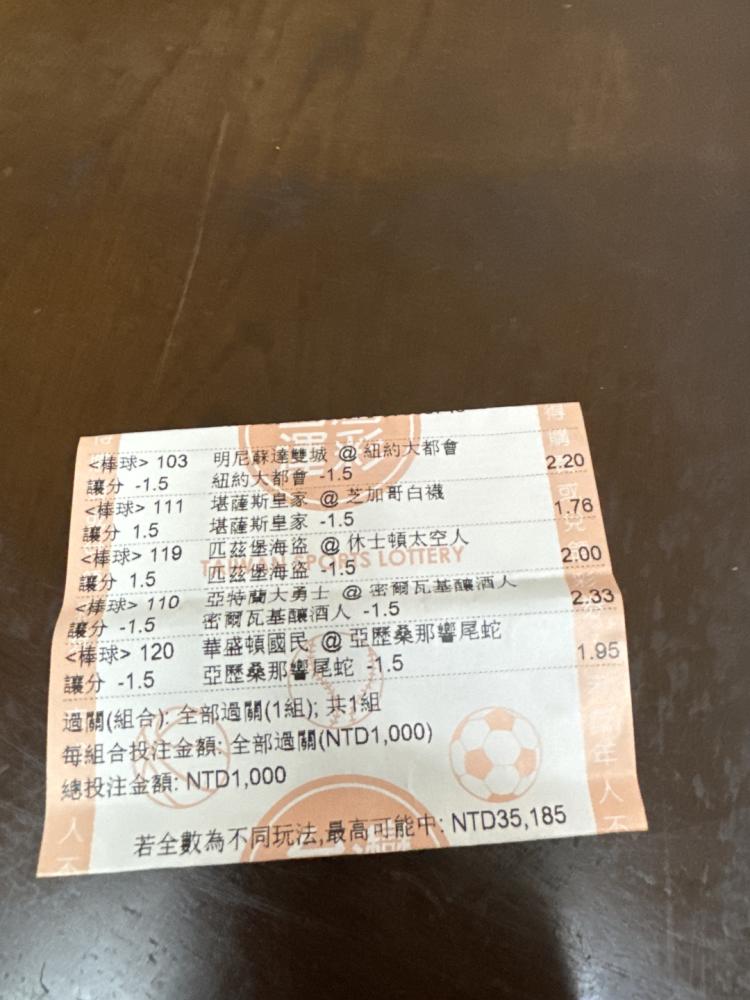 <棒球> 103 明尼蘇達雙城 @ 紐約大都會
讓分 -1.5 紐約大都會 -1.5 2.20
<棒球> 111 堪薩斯皇家 @ 芝加哥白襪
讓分 1.5 堪薩斯皇家 -1.5 1.76
<棒球> 119 匹茲堡海盜 @ 休士頓太空人
讓分 1.5 匹茲堡海盜 -1.5 2.00
TAIWAN SPORTS LOTTERY
<棒球> 110 亞特蘭大勇士 @ 密爾瓦基釀酒人
讓分 -1.5 密爾瓦基釀酒人 -1.5 2.33
<棒球> 120 華盛頓國民 @ 亞歷桑那響尾蛇
讓分 -1.5 亞歷桑那響尾蛇 -1.5 1.95
過關(組合): 全部過關(1組); 共1組
每組合投注金額: 全部過關(NTD1,000)
總投注金額: NTD1,000
若全數為不同玩法,最高可能中: NTD35,185